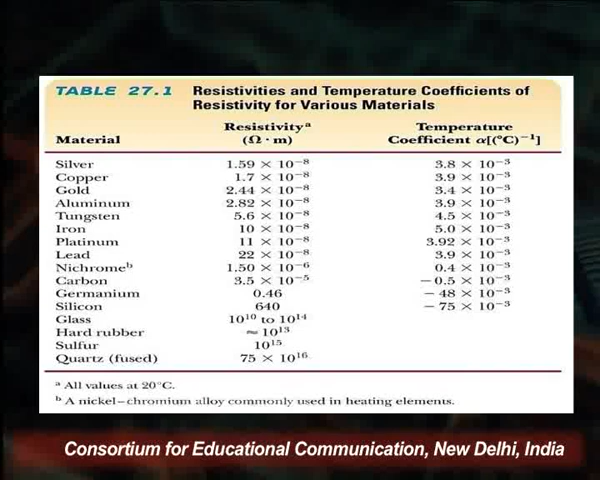 TABLE 27.1 Resistivities and Temperature Coefficients of
Resistivity for Various Materials
Resistivityᵃ Temperature
Material (Ω · m) Coefficient α[(°C)⁻¹]
Silver 1.59 × 10⁻⁸ 3.8 × 10⁻³
Copper 1.7 × 10⁻⁸ 3.9 × 10⁻³
Gold 2.44 × 10⁻⁸ 3.4 × 10⁻³
Aluminum 2.82 × 10⁻⁸ 3.9 × 10⁻³
Tungsten 5.6 × 10⁻⁸ 4.5 × 10⁻³
Iron 10 × 10⁻⁸ 5.0 × 10⁻³
Platinum 11 × 10⁻⁸ 3.92 × 10⁻³
Lead 22 × 10⁻⁸ 3.9 × 10⁻³
Nichromeᵇ 1.50 × 10⁻⁶ 0.4 × 10⁻³
Carbon 3.5 × 10⁻⁵ − 0.5 × 10⁻³
Germanium 0.46 − 48 × 10⁻³
Silicon 640 − 75 × 10⁻³
Glass 10¹⁰ to 10¹⁴
Hard rubber ≈ 10¹³
Sulfur 10¹⁵
Quartz (fused) 75 × 10¹⁶
ᵃ All values at 20°C.
ᵇ A nickel–chromium alloy commonly used in heating elements.
Consortium for Educational Communication, New Delhi, India